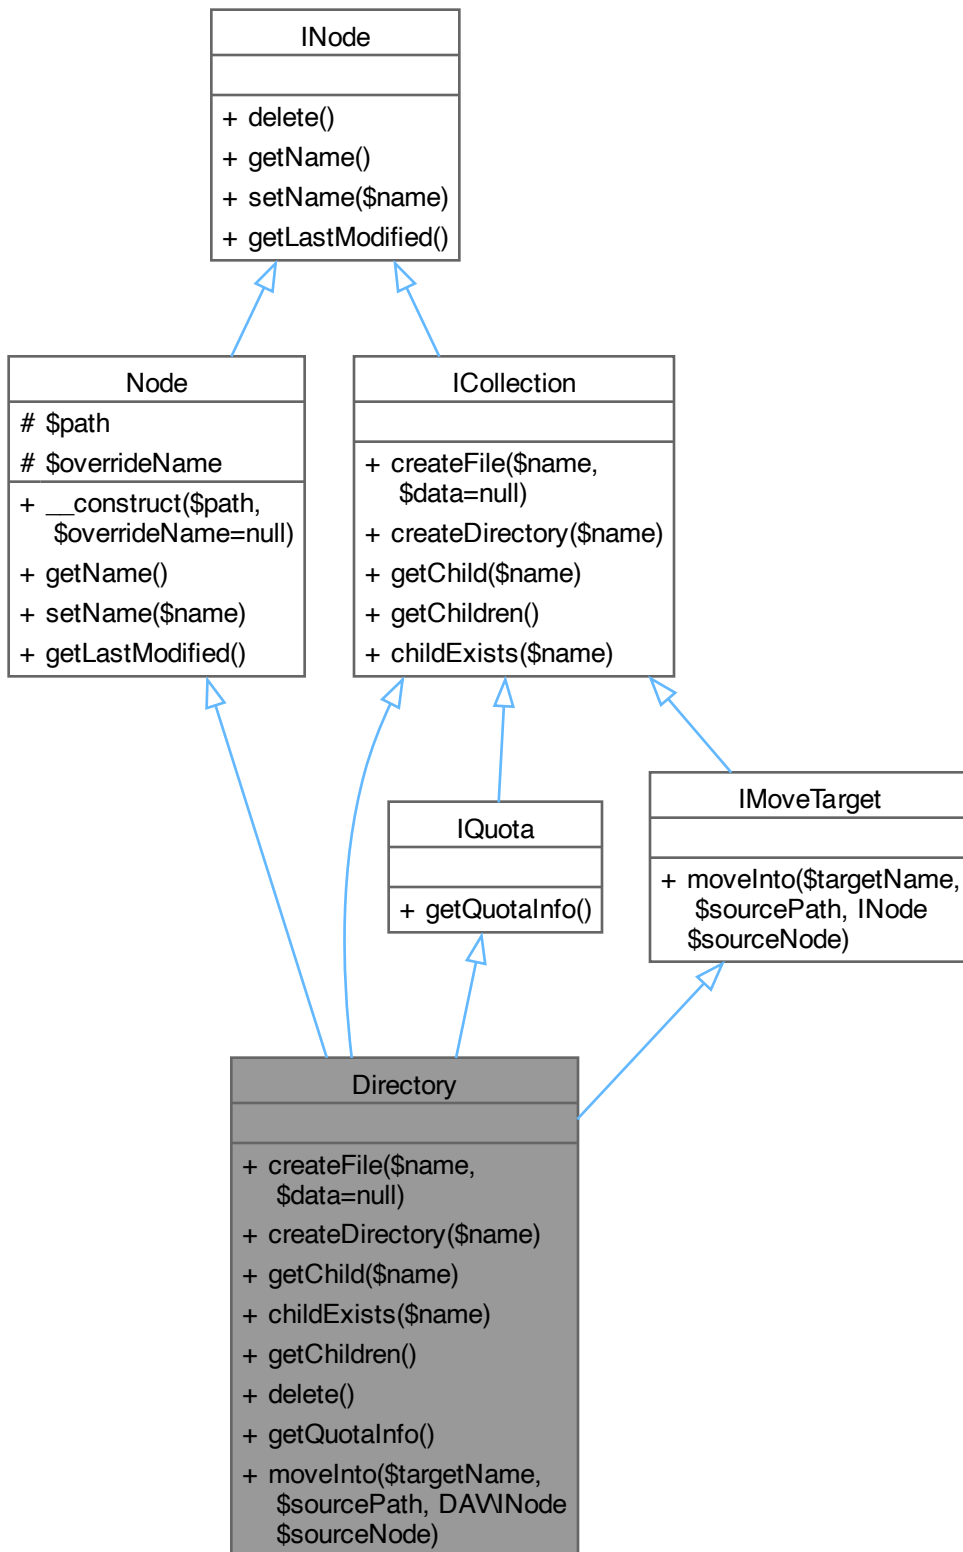 INode
+ delete()
+ getName()
+ setName($name)
+ getLastModified()
Node
# $path
# $overrideName
+ __construct($path,
$overrideName=null)
+ getName()
+ setName($name)
+ getLastModified()
ICollection
+ createFile($name,
$data=null)
+ createDirectory($name)
+ getChild($name)
+ getChildren()
+ childExists($name)
IQuota
+ getQuotaInfo()
IMoveTarget
+ moveInto($targetName,
$sourcePath, INode
$sourceNode)
Directory
+ createFile($name,
$data=null)
+ createDirectory($name)
+ getChild($name)
+ childExists($name)
+ getChildren()
+ delete()
+ getQuotaInfo()
+ moveInto($targetName,
$sourcePath, DAV\INode
$sourceNode)